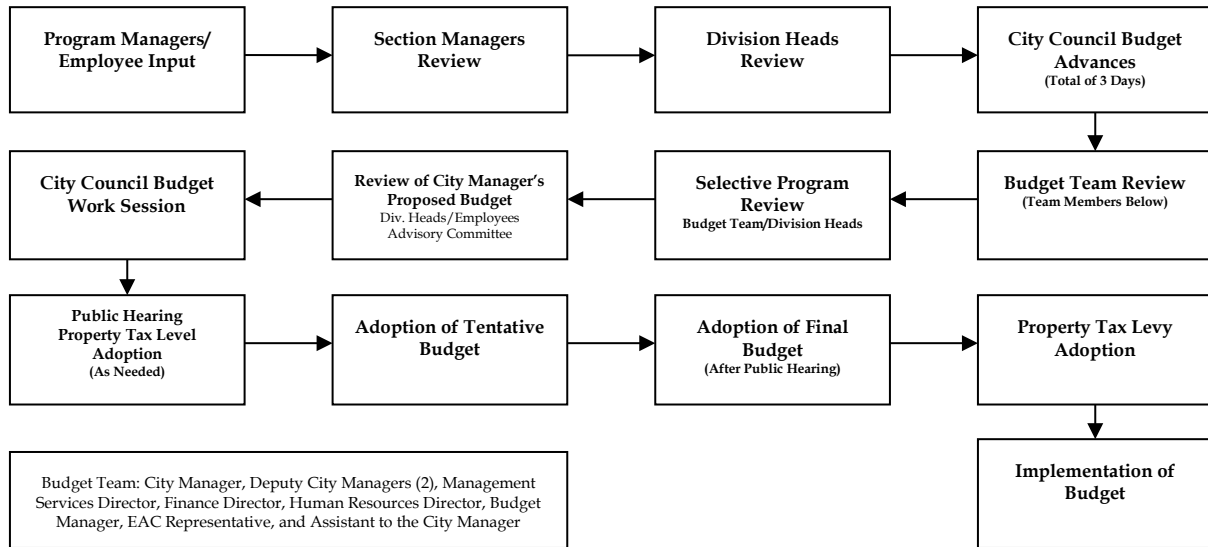 Program Managers/
Employee Input
Section Managers
Review
Division Heads
Review
City Council Budget
Advances
(Total of 3 Days)
City Council Budget
Work Session
Review of City Manager’s
Proposed Budget
Div. Heads/Employees
Advisory Committee
Selective Program
Review
Budget Team/Division Heads
Budget Team Review
(Team Members Below)
Public Hearing
Property Tax Level
Adoption
(As Needed)
Adoption of Tentative
Budget
Adoption of Final
Budget
(After Public Hearing)
Property Tax Levy
Adoption
Budget Team: City Manager, Deputy City Managers (2), Management
Services Director, Finance Director, Human Resources Director, Budget
Manager, EAC Representative, and Assistant to the City Manager
Implementation of
Budget